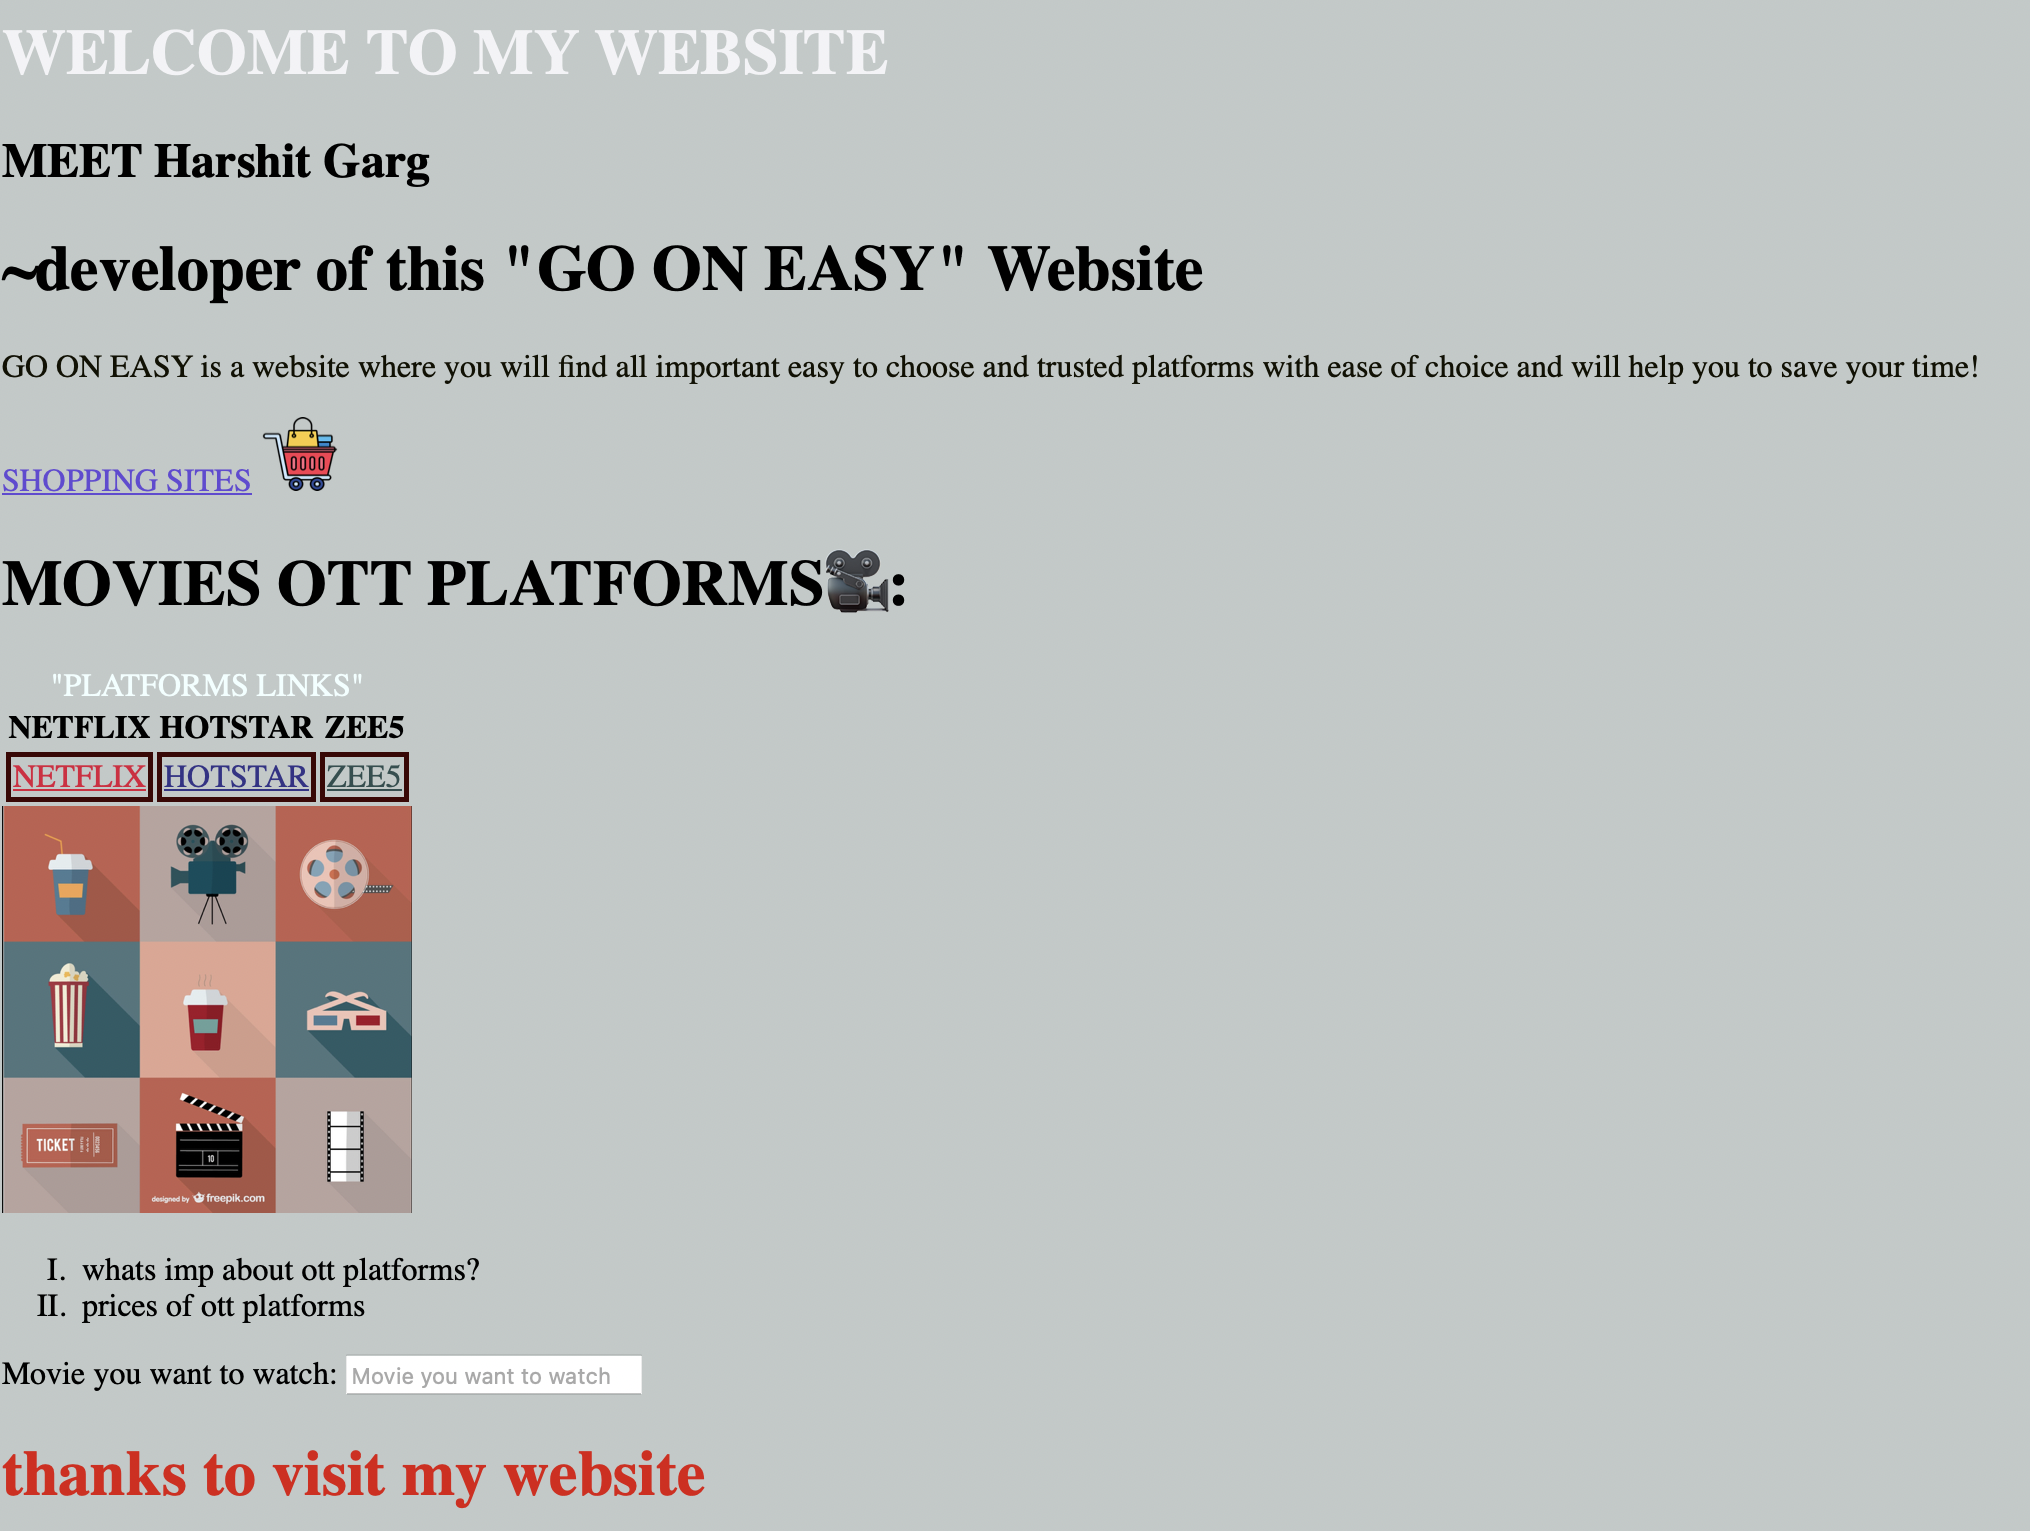 WELCOME TO MY WEBSITE
MEET Harshit Garg
~developer of this "GO ON EASY" Website
GO ON EASY is a website where you will find all important easy to choose and trusted platforms with ease of choice and will help you to save your time!
SHOPPING SITES
MOVIES OTT PLATFORMS🎥:
"PLATFORMS LINKS"
NETFLIX HOTSTAR ZEE5
NETFLIX HOTSTAR ZEE5
TICKET
10
designed by freepik.com
I. whats imp about ott platforms?
II. prices of ott platforms
Movie you want to watch: Movie you want to watch
thanks to visit my website